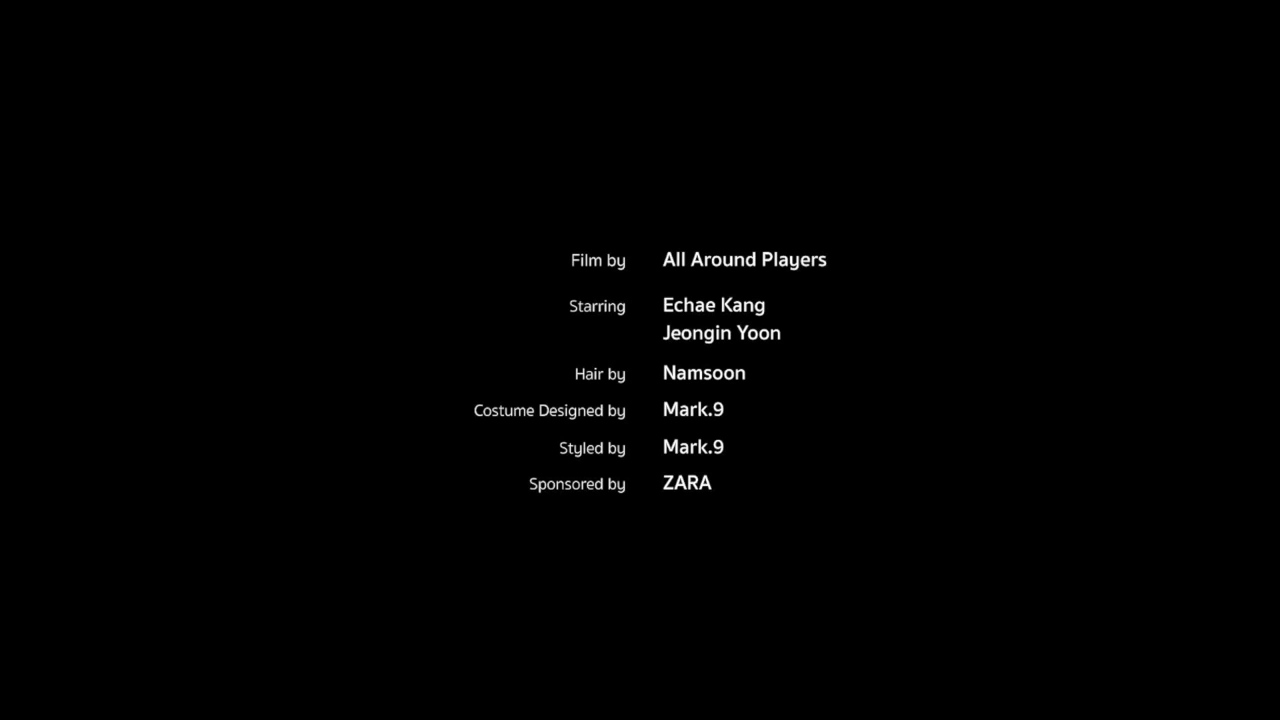 Film by All Around Players
Starring Echae Kang
Jeongin Yoon
Hair by Namsoon
Costume Designed by Mark.9
Styled by Mark.9
Sponsored by ZARA